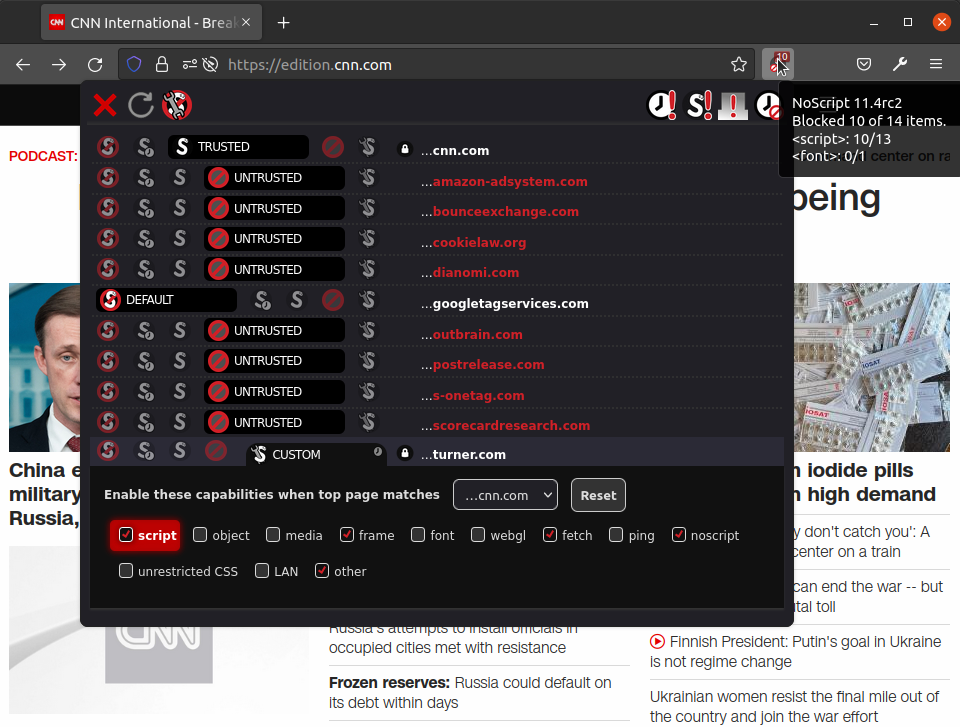 CNN International - Break
https://edition.cnn.com
10
NoScript 11.4rc2
Blocked 10 of 14 items.
<script>: 10/13
<font>: 0/1
PODCAST:
center on ra
being
TRUSTED
...cnn.com
UNTRUSTED
...amazon-adsystem.com
UNTRUSTED
...bounceexchange.com
UNTRUSTED
...cookielaw.org
UNTRUSTED
...dianomi.com
DEFAULT
...googletagservices.com
UNTRUSTED
...outbrain.com
UNTRUSTED
...postrelease.com
UNTRUSTED
...s-onetag.com
UNTRUSTED
...scorecardresearch.com
CUSTOM
...turner.com
Enable these capabilities when top page matches
...cnn.com
Reset
script
object
media
frame
font
webgl
fetch
ping
noscript
unrestricted CSS
LAN
other
China
military
Russia,
CNN
Russia's attempts to install officials in
occupied cities met with resistance
Frozen reserves: Russia could default on
its debt within days
IOSAT
iodide pills
high demand
don't catch you': A
center on a train
can end the war -- but
toll
Finnish President: Putin's goal in Ukraine
is not regime change
Ukrainian women resist the final mile out of
the country and join the war effort